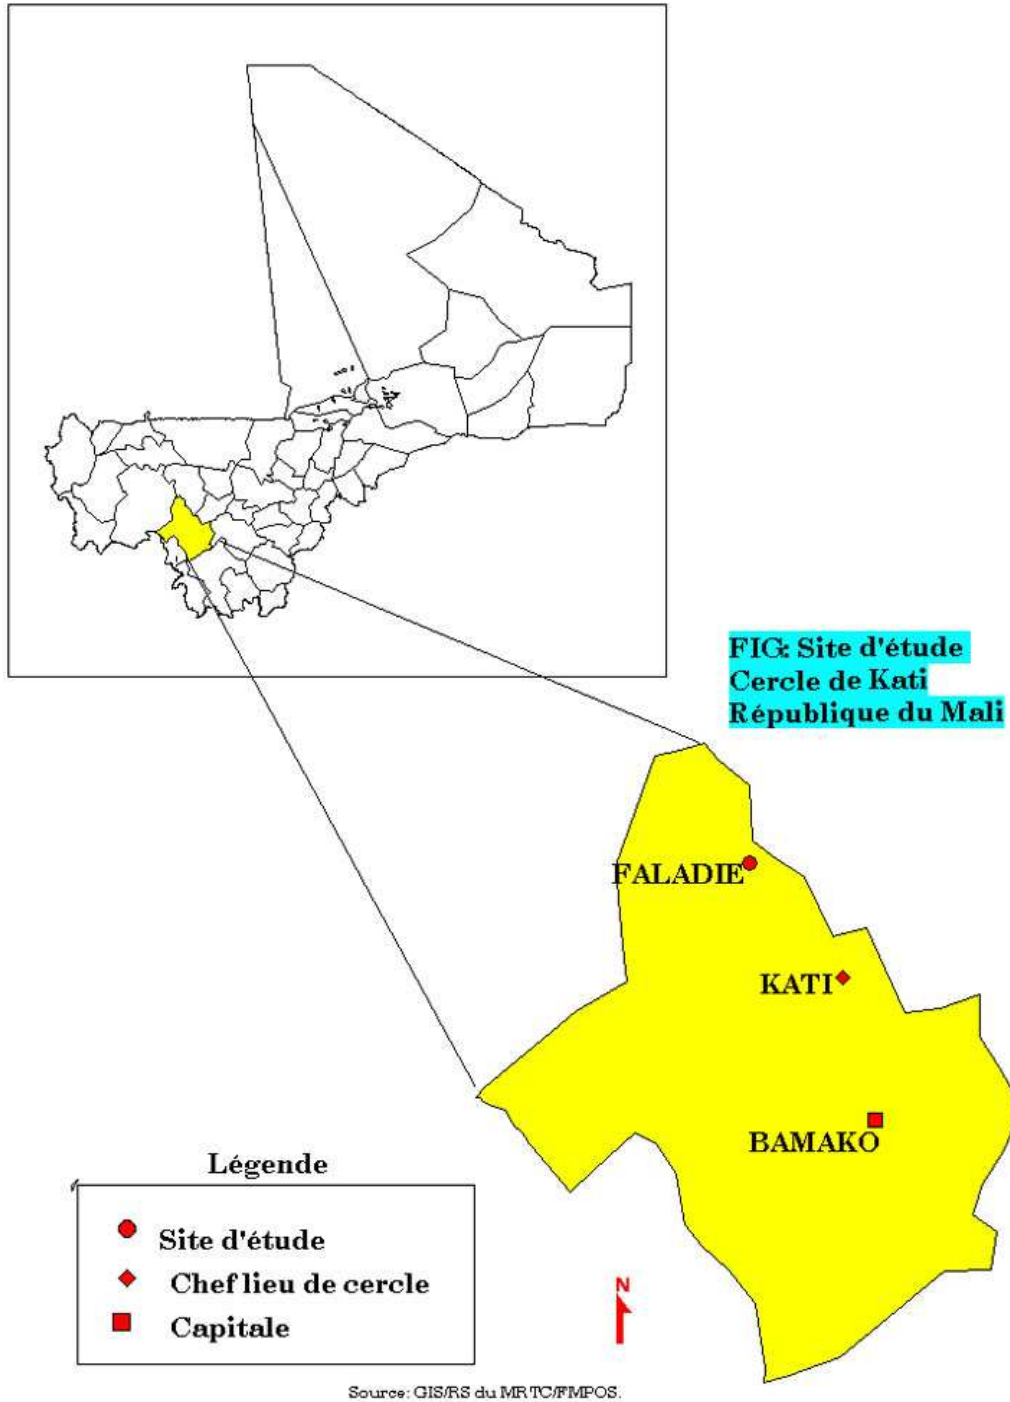 FIG: Site d'étude
Cercle de Kati
République du Mali
FALADIE
KATI
BAMAKO
Légende
Site d'étude
Chef lieu de cercle
Capitale
N
Source: GIS/RS du MRTC/FMPOS.